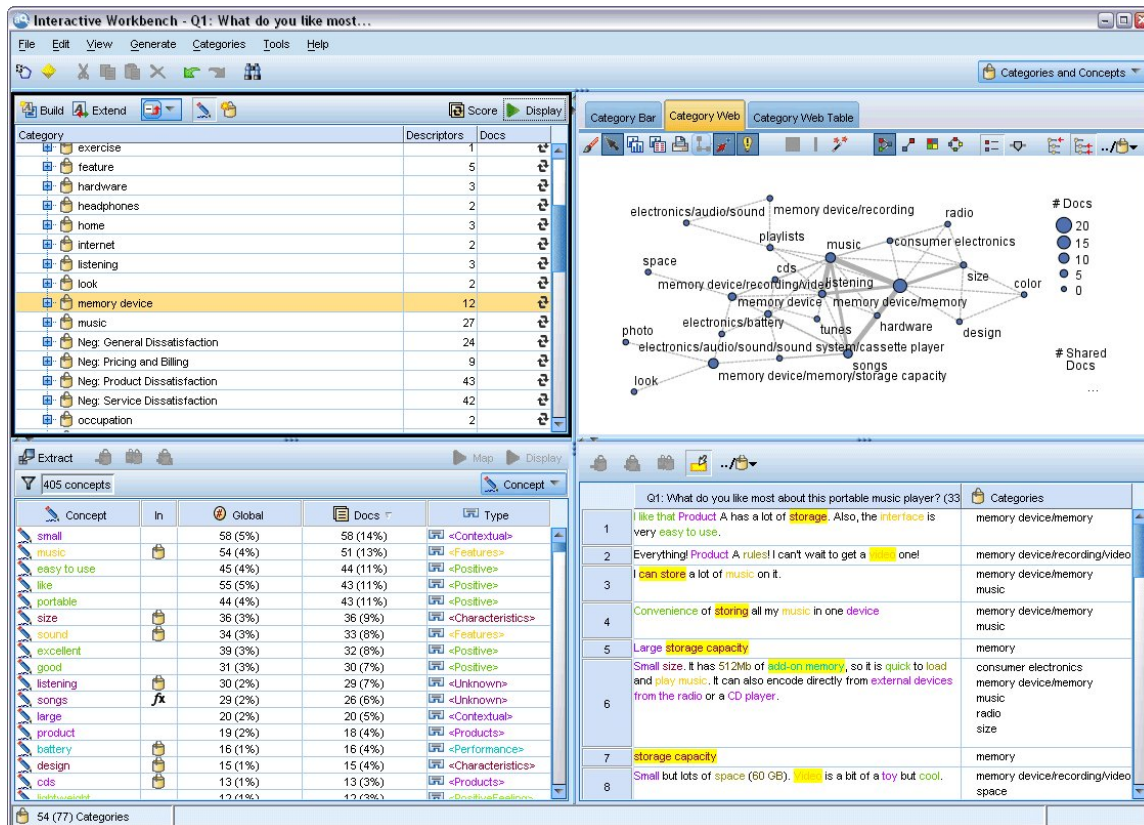 Interactive Workbench - Q1: What do you like most...
File Edit View Generate Categories Tools Help
Categories and Concepts
Build Extend Score Display
Category Descriptors Docs
exercise 1
feature 5
hardware 3
headphones 2
home 3
internet 2
listening 3
look 2
memory device 12
music 27
Neg: General Dissatisfaction 24
Neg: Pricing and Billing 9
Neg: Product Dissatisfaction 43
Neg: Service Dissatisfaction 42
occupation 2
Category Bar Category Web Category Web Table
../
electronics/audio/sound memory device/recording radio
playlists music consumer electronics
space cds size
memory device/recording/video listening color
memory device memory device/memory
photo electronics/battery tunes hardware design
electronics/audio/sound/sound system/cassette player
look memory device/memory/storage capacity songs
# Docs
20
15
10
5
0
# Shared
Docs
...
Extract Map Display
405 concepts Concept
Concept In Global Docs Type
small 58 (5%) 58 (14%) <Contextual>
music 54 (4%) 51 (13%) <Features>
easy to use 45 (4%) 44 (11%) <Positive>
like 55 (5%) 43 (11%) <Positive>
portable 44 (4%) 43 (11%) <Positive>
size 36 (3%) 36 (9%) <Characteristics>
sound 34 (3%) 33 (8%) <Features>
excellent 39 (3%) 32 (8%) <Positive>
good 31 (3%) 30 (7%) <Positive>
listening 30 (2%) 29 (7%) <Unknown>
songs fx 29 (2%) 26 (6%) <Unknown>
large 20 (2%) 20 (5%) <Contextual>
product 19 (2%) 18 (4%) <Products>
battery 16 (1%) 16 (4%) <Performance>
design 15 (1%) 15 (4%) <Characteristics>
cds 13 (1%) 13 (3%) <Products>
lightweight 12 (1%) 12 (3%) <PositiveFeeling>
../
Q1: What do you like most about this portable music player? (33 Categories
1 I like that Product A has a lot of storage. Also, the interface is memory device/memory
very easy to use.
2 Everything! Product A rules! I can't wait to get a video one! memory device/recording/video
3 I can store a lot of music on it. memory device/memory
music
4 Convenience of storing all my music in one device memory device/memory
music
5 Large storage capacity memory
6 Small size. It has 512Mb of add-on memory, so it is quick to load consumer electronics
and play music. It can also encode directly from external devices memory device/memory
from the radio or a CD player. music
radio
size
7 storage capacity memory
8 Small but lots of space (60 GB). Video is a bit of a toy but cool. memory device/recording/video
space
54 (77) Categories